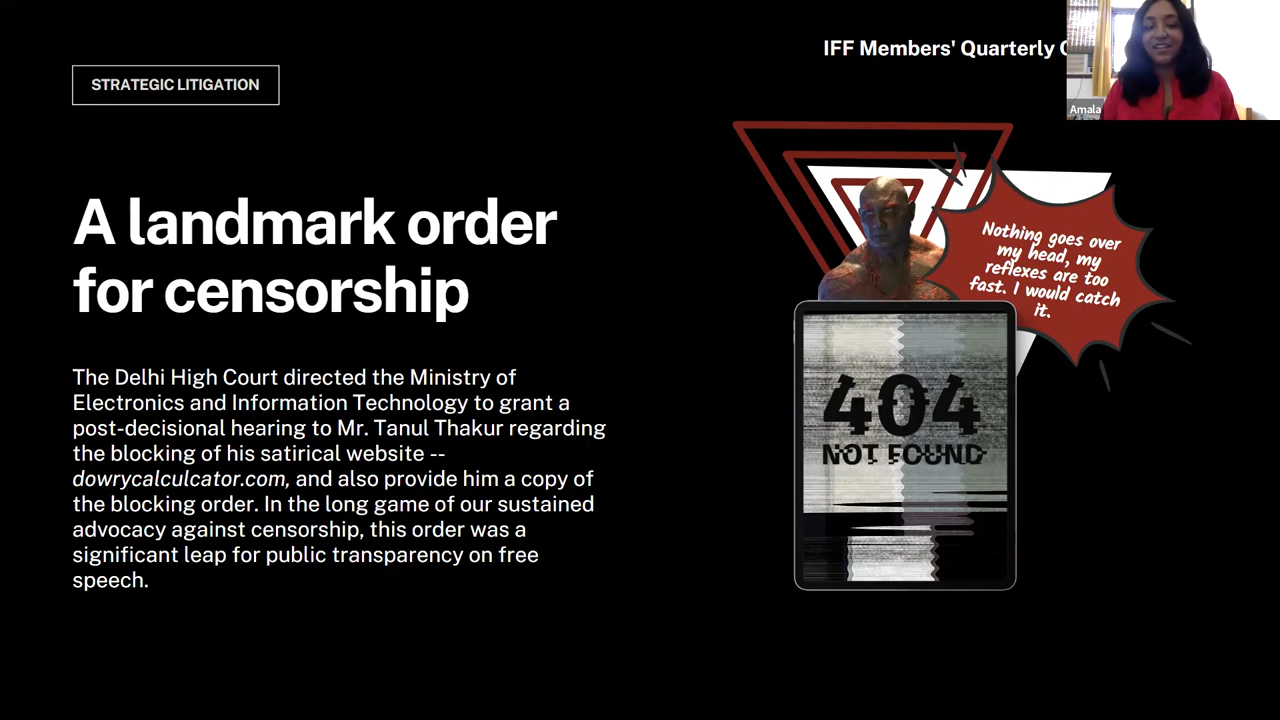 IFF Members' Quarterly
Amala
STRATEGIC LITIGATION
A landmark order
for censorship
The Delhi High Court directed the Ministry of
Electronics and Information Technology to grant a
post-decisional hearing to Mr. Tanul Thakur regarding
the blocking of his satirical website --
dowrycalculcator.com, and also provide him a copy of
the blocking order. In the long game of our sustained
advocacy against censorship, this order was a
significant leap for public transparency on free
speech.
Nothing goes over
my head, my
reflexes are too
fast. I would catch
it.
404
NOT FOUND